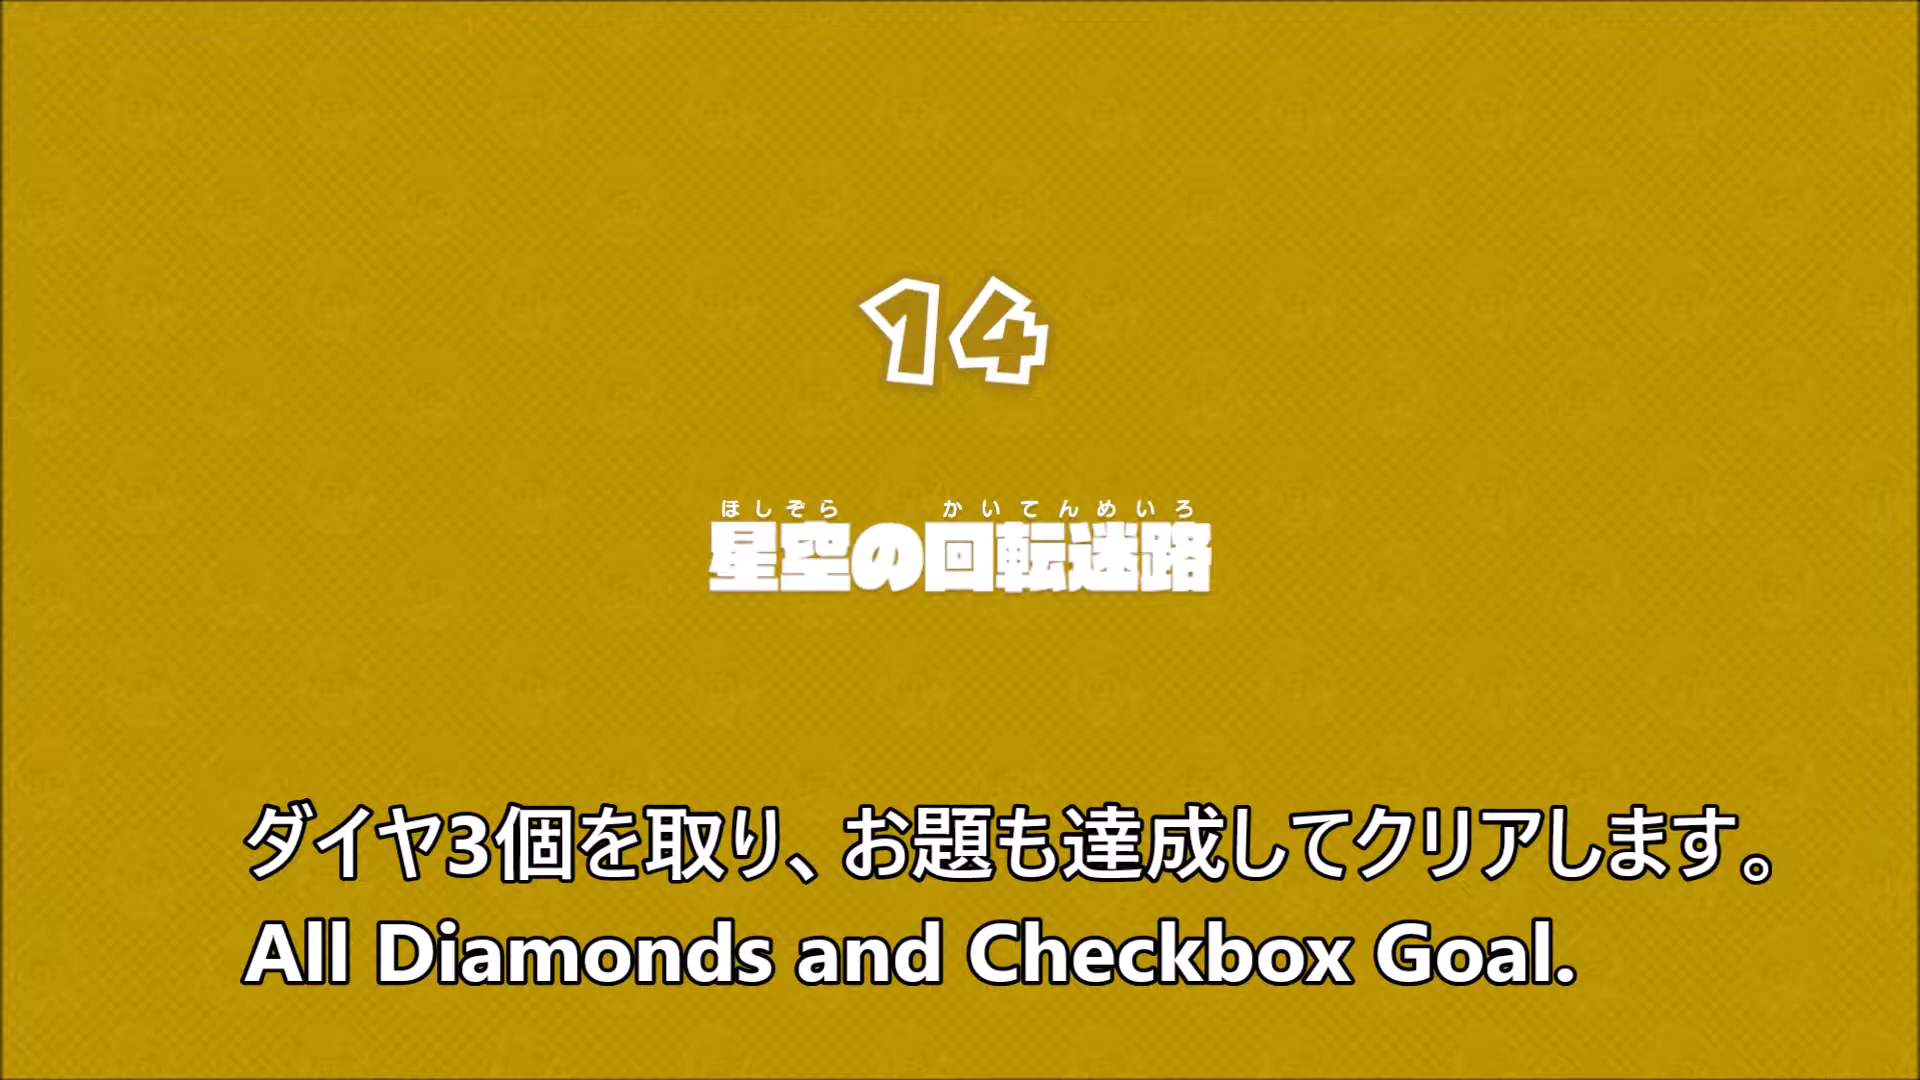 14
ほしぞら かいてんめいろ
星空の回転迷路
ダイヤ3個を取り、お題も達成してクリアします。
All Diamonds and Checkbox Goal.